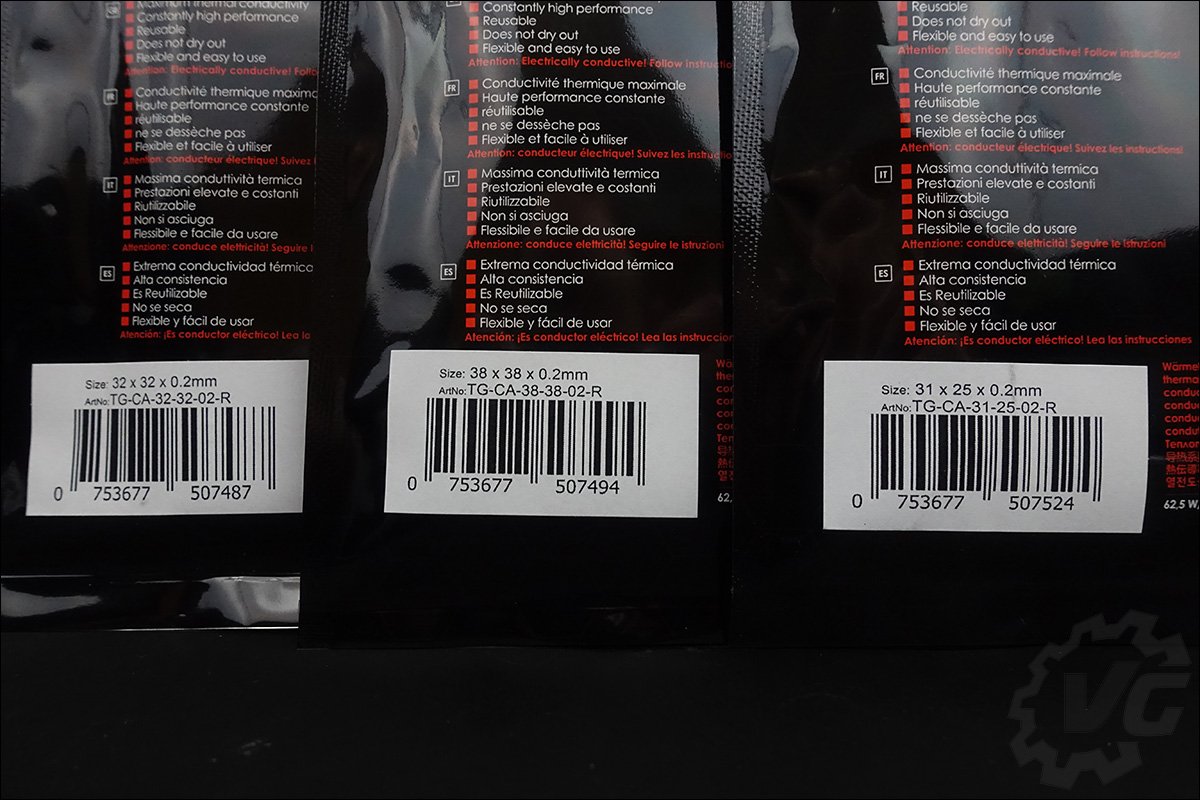 Maximum thermal conductivity
Constantly high performance
Reusable
Does not dry out
Flexible and easy to use
Attention: Electrically conductive! Follow
FR
Conductivité thermique
Haute performance constante
réutilisable
ne se dessèche pas
Flexible et facile à utiliser
Attention: conducteur électrique! Suivez
IT
Massima conduttività termica
Prestazioni elevate e costanti
Riutilizzabile
Non si asciuga
Flessibile e facile da usare
Attenzione: conduce elettricità! Seguire
ES
Extrema conductividad térmica
Alta consistencia
Es Reutilizable
No se seca
Flexible y fácil de usar
Atención: ¡Es conductor eléctrico! Lea
Size: 32 x 32 x 0.2mm
ArtNo: TG-CA-32-32-02-R
0 753677 507487
Constantly high performance
Reusable
Does not dry out
Flexible and easy to use
Attention: Electrically conductive! Follow
FR
Conductivité thermique maximale
Haute performance constante
réutilisable
ne se dessèche pas
Flexible et facile à utiliser
Attention: conducteur électrique! Suivez les
IT
Massima conduttività termica
Prestazioni elevate e costanti
Riutilizzabile
Non si asciuga
Flessibile e facile da usare
Attenzione: conduce elettricità! Seguire le istruzioni
ES
Extrema conductividad térmica
Alta consistencia
Es Reutilizable
No se seca
Flexible y fácil de usar
Atención: ¡Es conductor eléctrico! Lea las instrucciones
Size: 38 x 38 x 0.2mm
ArtNo: TG-CA-38-38-02-R
0 753677 507494
62,
Reusable
Does not dry out
Flexible and easy to use
Attention: Electrically conductive! Follow instructions!
FR
Conductivité thermique maximale
Haute performance constante
réutilisable
ne se dessèche pas
Flexible et facile à utiliser
Attention: conducteur électrique! Suivez les instructions!
IT
Massima conduttività termica
Prestazioni elevate e costanti
Riutilizzabile
Non si asciuga
Flessibile e facile da usare
Attenzione: conduce elettricità! Seguire le istruzioni
ES
Extrema conductividad térmica
Alta consistencia
Es Reutilizable
No se seca
Flexible y fácil de usar
Atención: ¡Es conductor eléctrico! Lea las instrucciones
Size: 31 x 25 x 0.2mm
ArtNo: TG-CA-31-25-02-R
0 753677 507524
62,5 W
VG